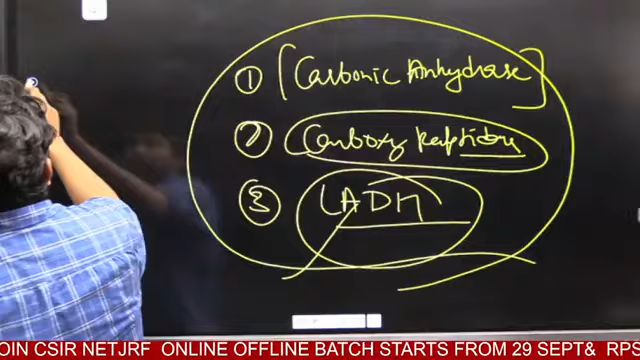 ① [Carbonic Anhydrase]
② Carboxy Peptidase
③ LADH
OIN CSIR NETJRF ONLINE OFFLINE BATCH STARTS FROM 29 SEPT& RPS